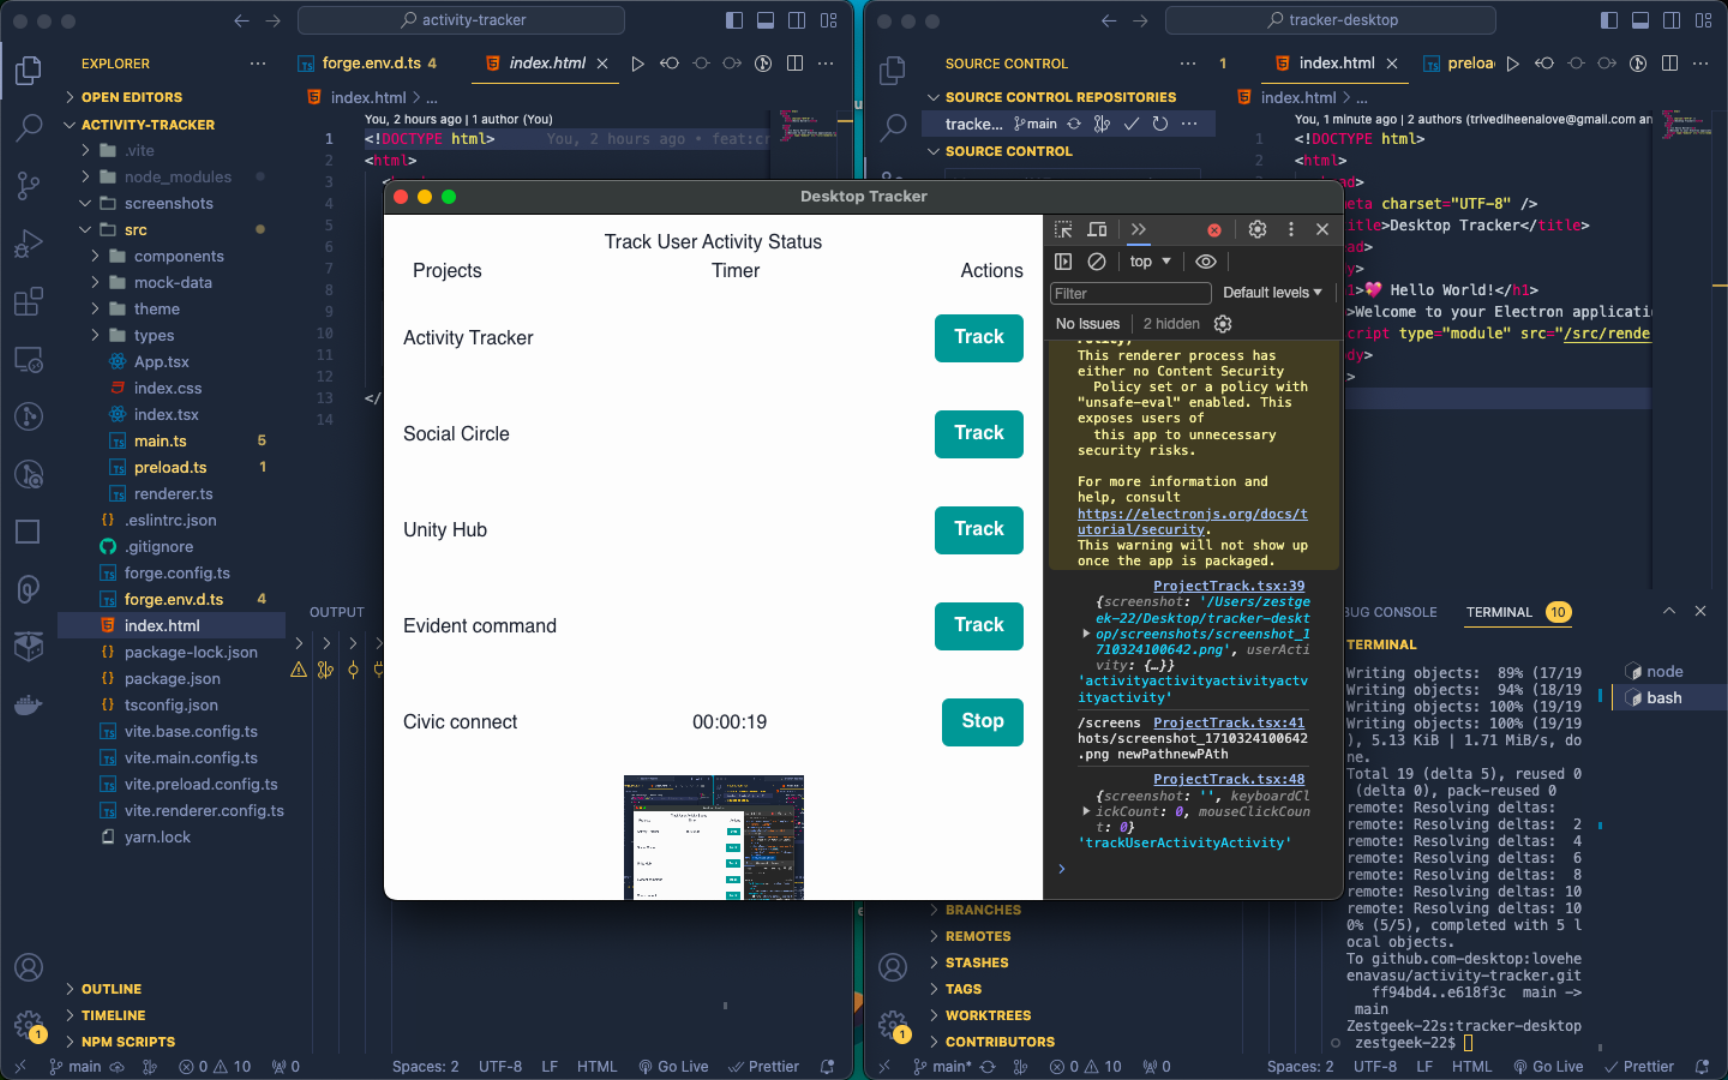 activity-tracker
EXPLORER
OPEN EDITORS
ACTIVITY-TRACKER
.vite
node_modules
screenshots
src
components
mock-data
theme
types
App.tsx
index.css
index.tsx
main.ts 5
preload.ts 1
renderer.ts
.eslintrc.json
.gitignore
forge.config.ts
forge.env.d.ts 4
index.html
package-lock.json
package.json
tsconfig.json
vite.base.config.ts
vite.main.config.ts
vite.preload.config.ts
vite.renderer.config.ts
yarn.lock
OUTLINE
TIMELINE
NPM SCRIPTS
1
main
0 10
0
Spaces: 2 UTF-8 LF HTML Go Live Prettier
forge.env.d.ts 4
index.html
index.html > ...
You, 2 hours ago | 1 author (You)
1 <!DOCTYPE html> You, 2 hours ago • feat:cr
2 <html>
3
4
5
6
7
8
9
10
11
12
13 </
14
OUTPUT
Desktop Tracker
Track User Activity Status
Projects Timer Actions
Activity Tracker Track
Social Circle Track
Unity Hub Track
Evident command Track
Civic connect 00:00:19 Stop
top
Filter Default levels
No Issues 2 hidden
This renderer process has
either no Content Security
Policy set or a policy with
"unsafe-eval" enabled. This
exposes users of
this app to unnecessary
security risks.
For more information and
help, consult
https://electronjs.org/docs/t
utorial/security.
This warning will not show up
once the app is packaged.
ProjectTrack.tsx:39
{screenshot: '/Users/zestge
ek-22/Desktop/tracker-deskt
op/screenshots/screenshot_1
710324100642.png', userActi
vity: {…}}
'activityactivityactivityactv
ityactivity'
/screens ProjectTrack.tsx:41
hots/screenshot_1710324100642
.png newPathnewPAth
ProjectTrack.tsx:48
{screenshot: '', keyboardCl
ickCount: 0, mouseClickCoun
t: 0}
'trackUserActivityActivity'
tracker-desktop
SOURCE CONTROL
1
SOURCE CONTROL REPOSITORIES
tracke... main
SOURCE CONTROL
BRANCHES
REMOTES
STASHES
TAGS
WORKTREES
CONTRIBUTORS
1
main*
0 10
0
Spaces: 2 UTF-8 LF HTML Go Live Prettier
index.html
preloa
index.html > ...
You, 1 minute ago | 2 authors (trivediheenalove@gmail.com an
1 <!DOCTYPE html>
2 <html>
ad>
eta charset="UTF-8" />
itle>Desktop Tracker</title>
ad>
y>
1>💖 Hello World!</h1>
>Welcome to your Electron applicati
cript type="module" src="/src/rende
ody>
>
BUG CONSOLE TERMINAL 10
TERMINAL
Writing objects: 89% (17/19
Writing objects: 94% (18/19
Writing objects: 100% (19/19
Writing objects: 100% (19/19
), 5.13 KiB | 1.71 MiB/s, do
ne.
Total 19 (delta 5), reused 0
(delta 0), pack-reused 0
remote: Resolving deltas:
remote: Resolving deltas: 2
remote: Resolving deltas: 4
remote: Resolving deltas: 6
remote: Resolving deltas: 8
remote: Resolving deltas: 10
remote: Resolving deltas: 10
0% (5/5), completed with 5 l
ocal objects.
To github.com-desktop:lovehe
enavasu/activity-tracker.git
ff94bd4..e618f3c main ->
main
Zestgeek-22s:tracker-desktop
zestgeek-22$
node
bash